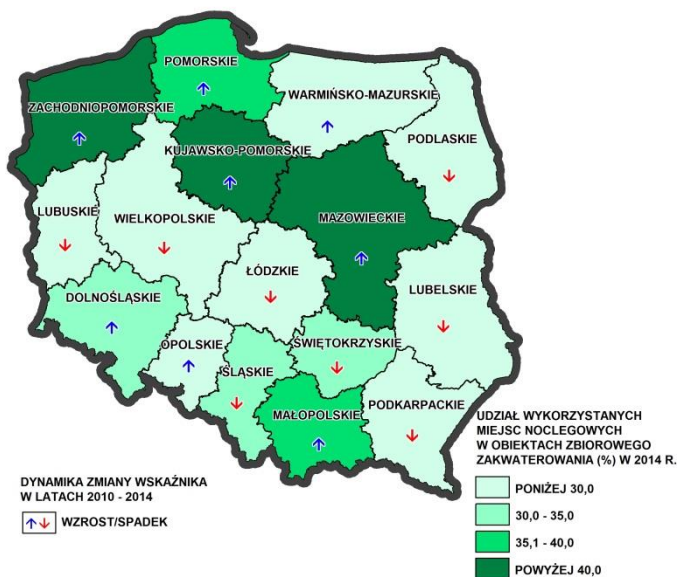 POMORSKIE
WARMIŃSKO-MAZURSKIE
ZACHODNIOPOMORSKIE
PODLASKIE
KUJAWSKO-POMORSKIE
LUBUSKIE
WIELKOPOLSKIE
MAZOWIECKIE
ŁÓDZKIE
LUBELSKIE
DOLNOŚLĄSKIE
OPOLSKIE
ŚWIĘTOKRZYSKIE
ŚLĄSKIE
MAŁOPOLSKIE
PODKARPACKIE
UDZIAŁ WYKORZYSTANYCH
MIEJSC NOCLEGOWYCH
W OBIEKTACH ZBIOROWEGO
ZAKWATEROWANIA (%) W 2014 R.
PONIŻEJ 30,0
30,0 - 35,0
35,1 - 40,0
POWYŻEJ 40,0
DYNAMIKA ZMIANY WSKAŹNIKA
W LATACH 2010 - 2014
WZROST/SPADEK